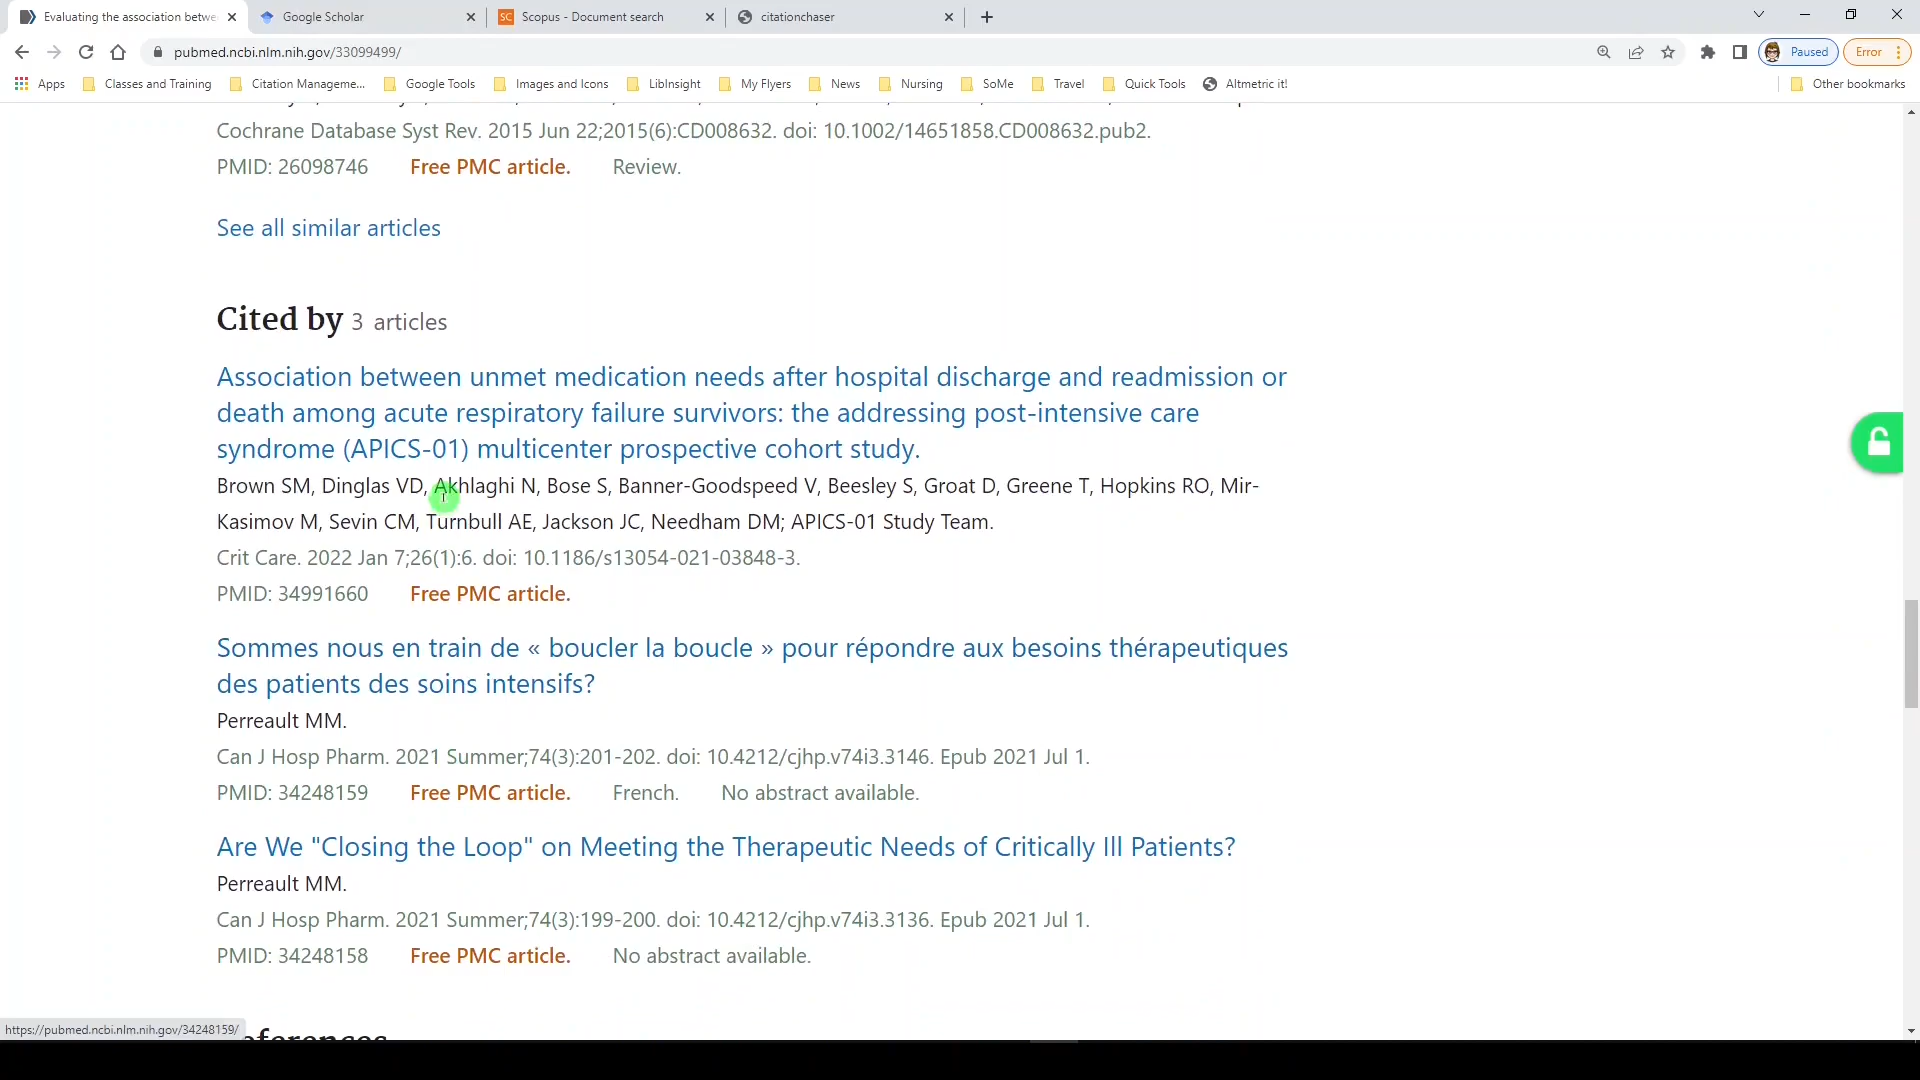 Evaluating the association betwe
Google Scholar
SC Scopus - Document search
citationchaser
pubmed.ncbi.nlm.nih.gov/33099499/
Paused
Error
Apps
Classes and Training
Citation Manageme...
Google Tools
Images and Icons
LibInsight
My Flyers
News
Nursing
SoMe
Travel
Quick Tools
Altmetric it!
Other bookmarks
Cochrane Database Syst Rev. 2015 Jun 22;2015(6):CD008632. doi: 10.1002/14651858.CD008632.pub2.
PMID: 26098746 Free PMC article. Review.
See all similar articles
Cited by 3 articles
Association between unmet medication needs after hospital discharge and readmission or
death among acute respiratory failure survivors: the addressing post-intensive care
syndrome (APICS-01) multicenter prospective cohort study.
Brown SM, Dinglas VD, Akhlaghi N, Bose S, Banner-Goodspeed V, Beesley S, Groat D, Greene T, Hopkins RO, Mir-
Kasimov M, Sevin CM, Turnbull AE, Jackson JC, Needham DM; APICS-01 Study Team.
Crit Care. 2022 Jan 7;26(1):6. doi: 10.1186/s13054-021-03848-3.
PMID: 34991660 Free PMC article.
Sommes nous en train de « boucler la boucle » pour répondre aux besoins thérapeutiques
des patients des soins intensifs?
Perreault MM.
Can J Hosp Pharm. 2021 Summer;74(3):201-202. doi: 10.4212/cjhp.v74i3.3146. Epub 2021 Jul 1.
PMID: 34248159 Free PMC article. French. No abstract available.
Are We "Closing the Loop" on Meeting the Therapeutic Needs of Critically Ill Patients?
Perreault MM.
Can J Hosp Pharm. 2021 Summer;74(3):199-200. doi: 10.4212/cjhp.v74i3.3136. Epub 2021 Jul 1.
PMID: 34248158 Free PMC article. No abstract available.
https://pubmed.ncbi.nlm.nih.gov/34248159/